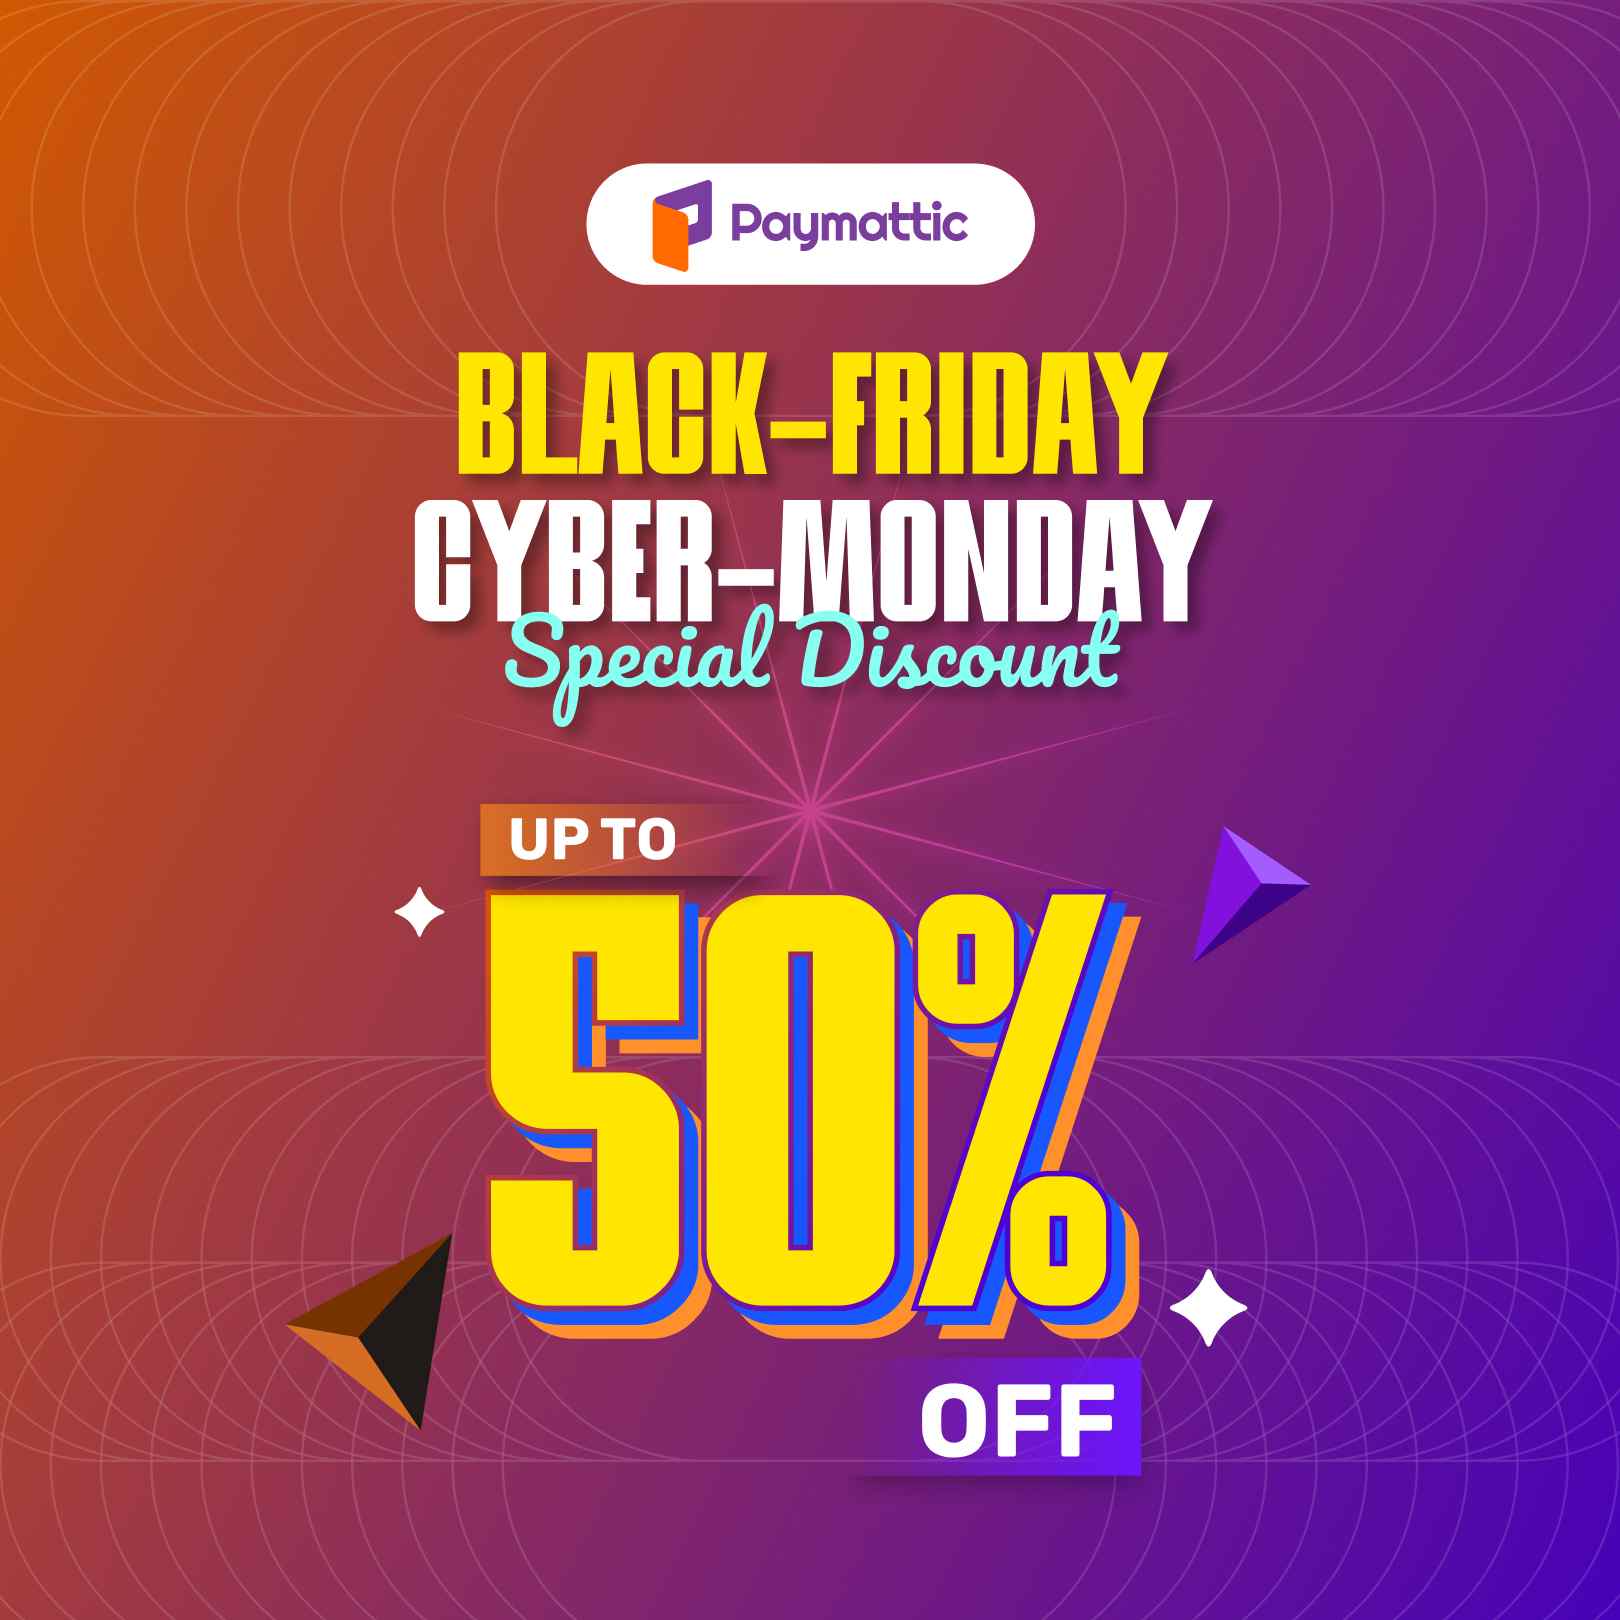 Paymattic
BLACK-FRIDAY
CYBER-MONDAY
Special Discount
UP TO
50%
OFF